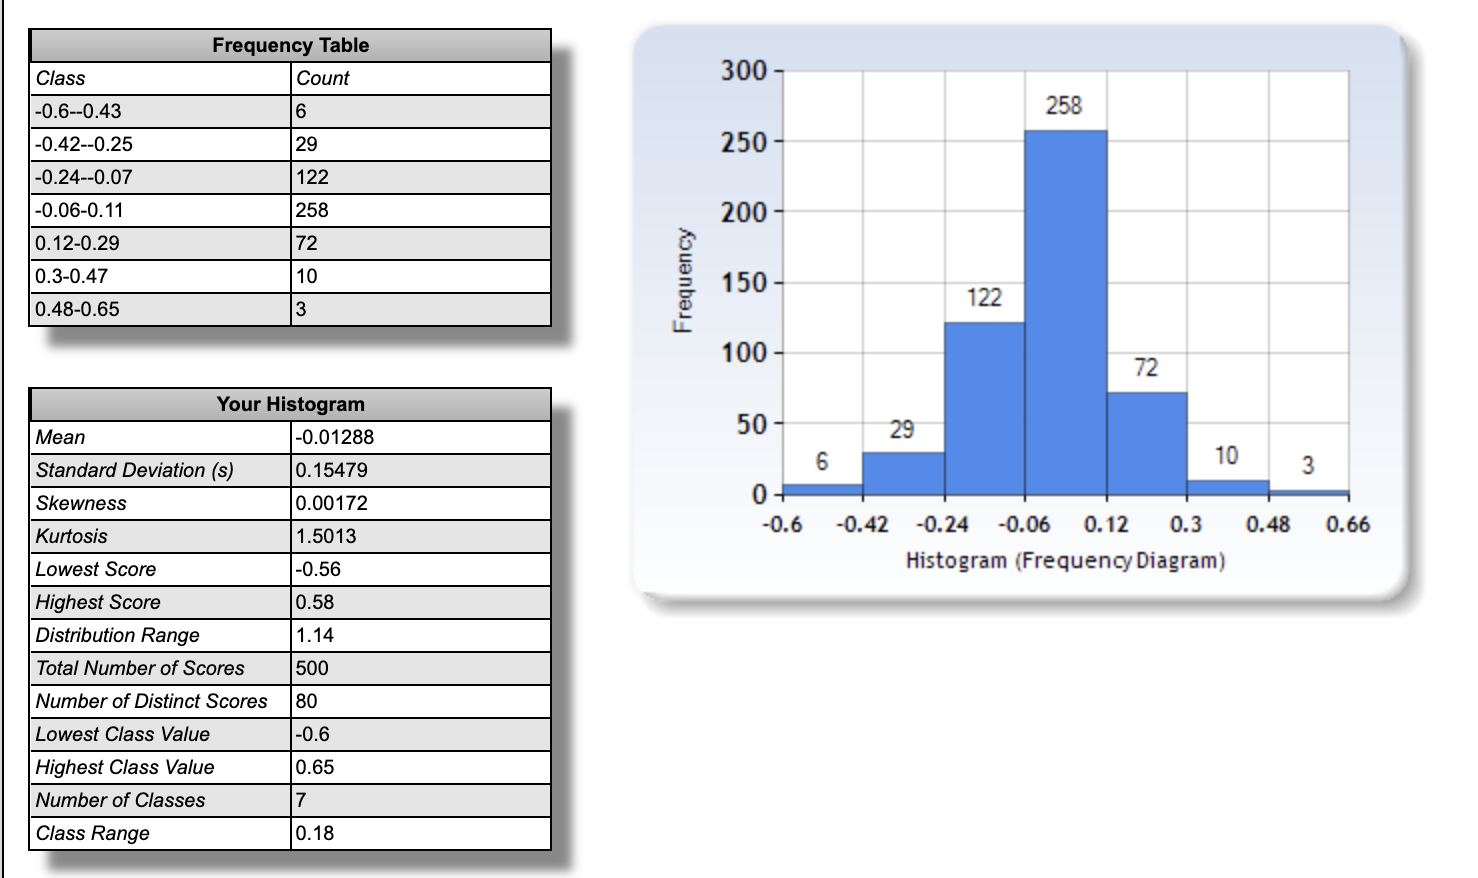 Frequency Table
Class Count
-0.6--0.43 6
-0.42--0.25 29
-0.24--0.07 122
-0.06-0.11 258
0.12-0.29 72
0.3-0.47 10
0.48-0.65 3
Your Histogram
Mean -0.01288
Standard Deviation (s) 0.15479
Skewness 0.00172
Kurtosis 1.5013
Lowest Score -0.56
Highest Score 0.58
Distribution Range 1.14
Total Number of Scores 500
Number of Distinct Scores 80
Lowest Class Value -0.6
Highest Class Value 0.65
Number of Classes 7
Class Range 0.18
300
258
250
200
Frequency
150
122
100
72
50
29
6
10
3
0
-0.6 -0.42 -0.24 -0.06 0.12 0.3 0.48 0.66
Histogram (Frequency Diagram)